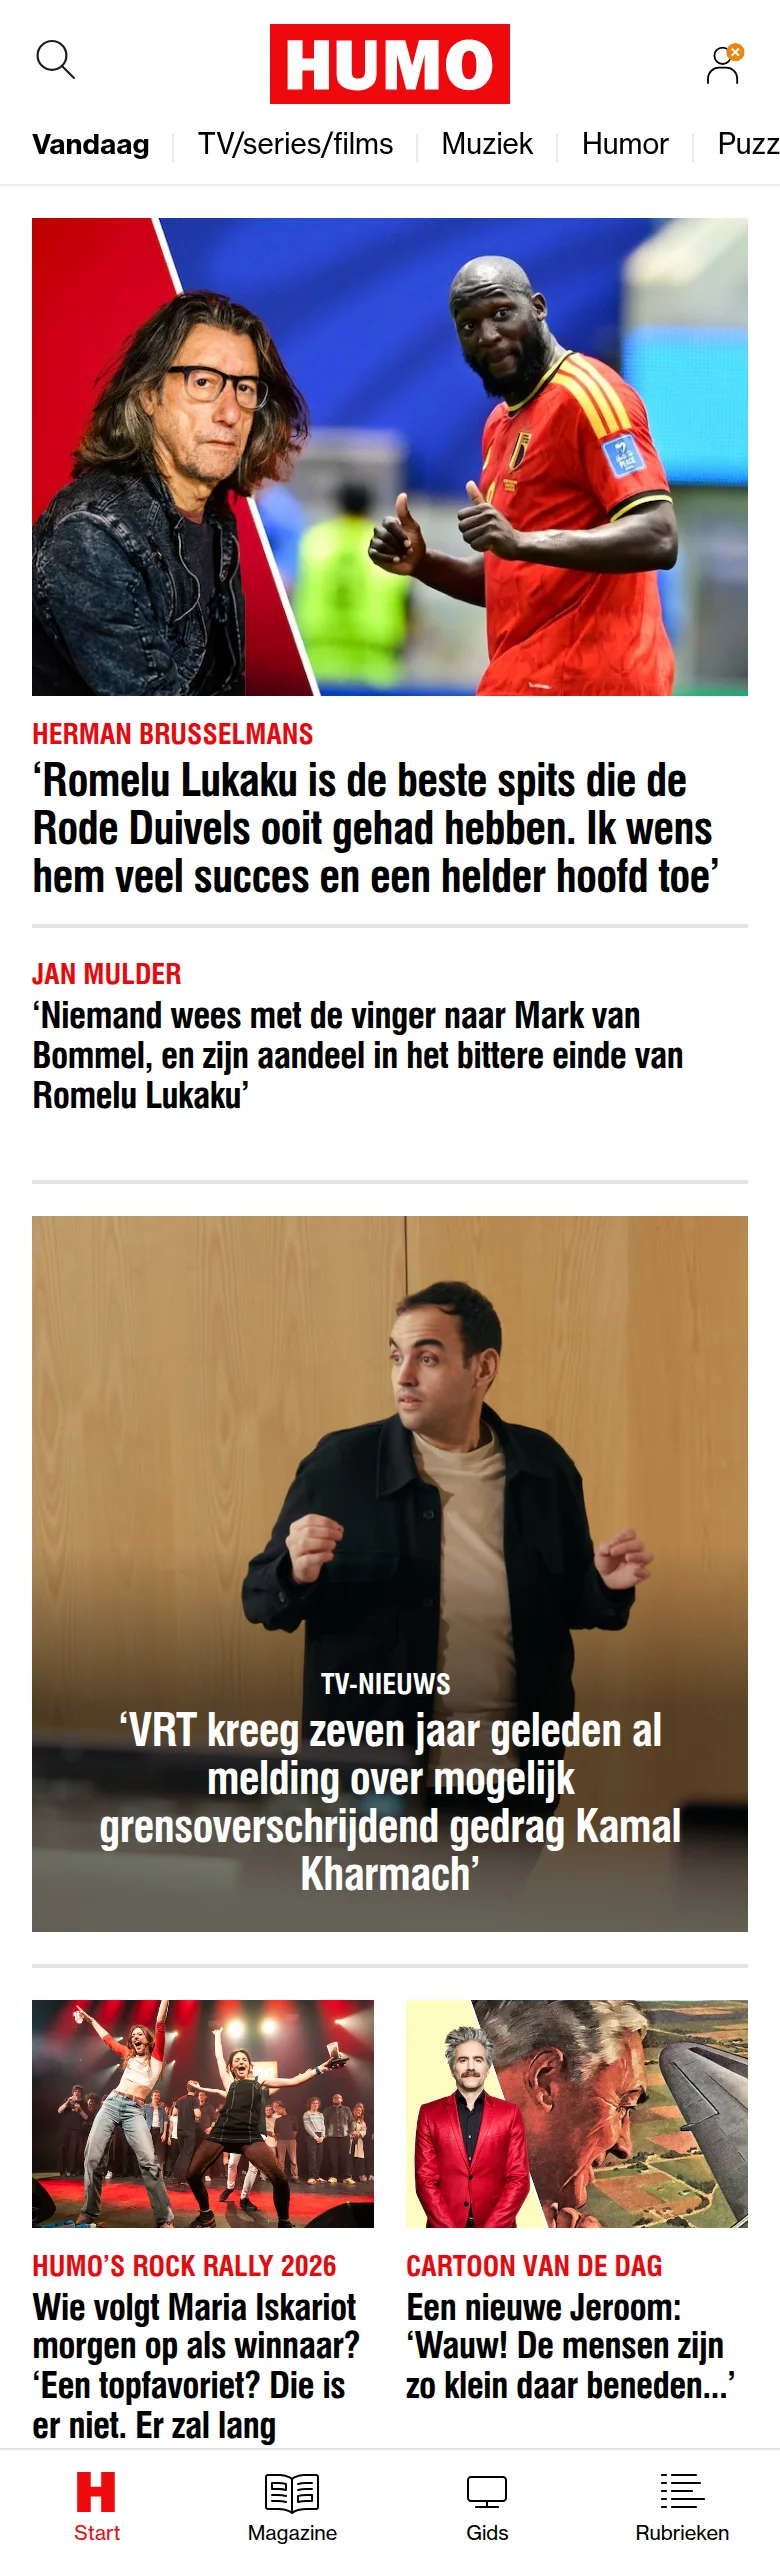 HUMO
Vandaag
TV/series/films
Muziek
Humor
Puzz
HERMAN BRUSSELMANS
‘Romelu Lukaku is de beste spits die de
Rode Duivels ooit gehad hebben. Ik wens
hem veel succes en een helder hoofd toe’
JAN MULDER
‘Niemand wees met de vinger naar Mark van
Bommel, en zijn aandeel in het bittere einde van
Romelu Lukaku’
TV-NIEUWS
‘VRT kreeg zeven jaar geleden al
melding over mogelijk
grensoverschrijdend gedrag Kamal
Kharmach’
HUMO’S ROCK RALLY 2026
Wie volgt Maria Iskariot
morgen op als winnaar?
‘Een topfavoriet? Die is
er niet. Er zal lang
CARTOON VAN DE DAG
Een nieuwe Jeroom:
‘Wauw! De mensen zijn
zo klein daar beneden...’
H
Start
Magazine
Gids
Rubrieken